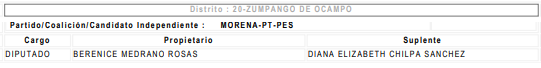 Distrito : 20-ZUMPANGO DE OCAMPO
Partido/Coalición/Candidato Independiente : MORENA-PT-PES
Cargo Propietario Suplente
DIPUTADO BERENICE MEDRANO ROSAS DIANA ELIZABETH CHILPA SANCHEZ